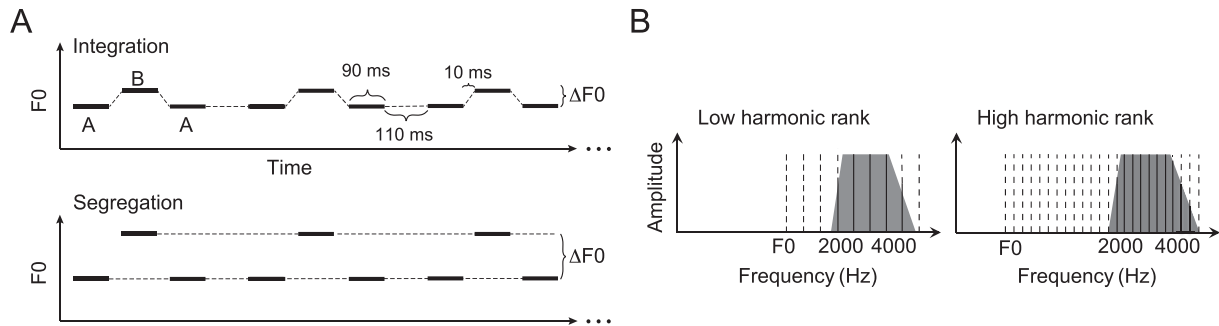 A
Integration
F0
B
A
A
90 ms
10 ms
110 ms
ΔF0
Time
Segregation
F0
ΔF0
B
Low harmonic rank
Amplitude
F0 2000 4000
Frequency (Hz)
High harmonic rank
F0 2000 4000
Frequency (Hz)